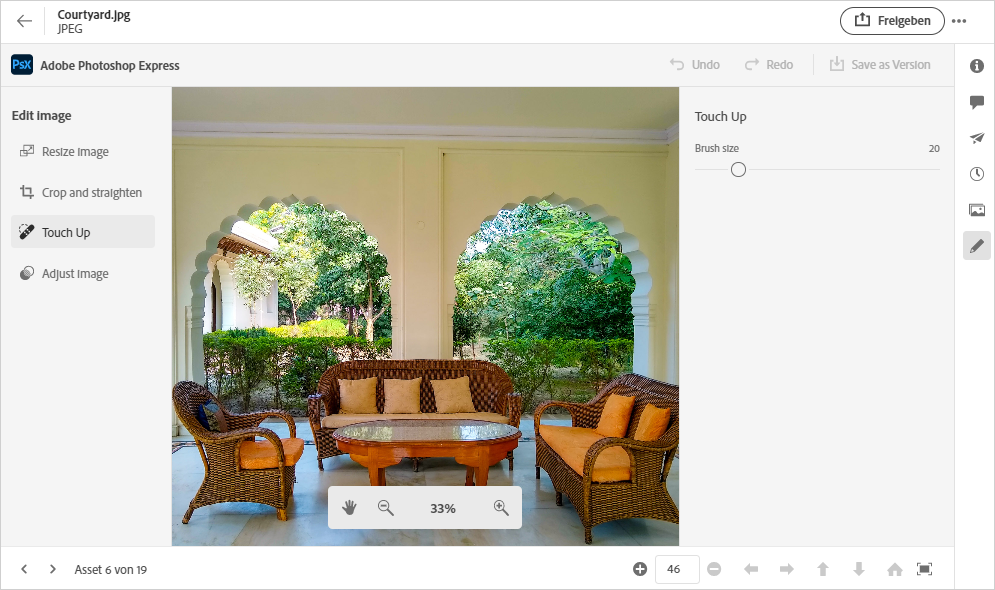 Courtyard.jpg
JPEG
Freigeben
PsX
Adobe Photoshop Express
Undo
Redo
Save as Version
Edit image
Resize image
Crop and straighten
Touch Up
Adjust image
Touch Up
Brush size
20
33%
Asset 6 von 19
46